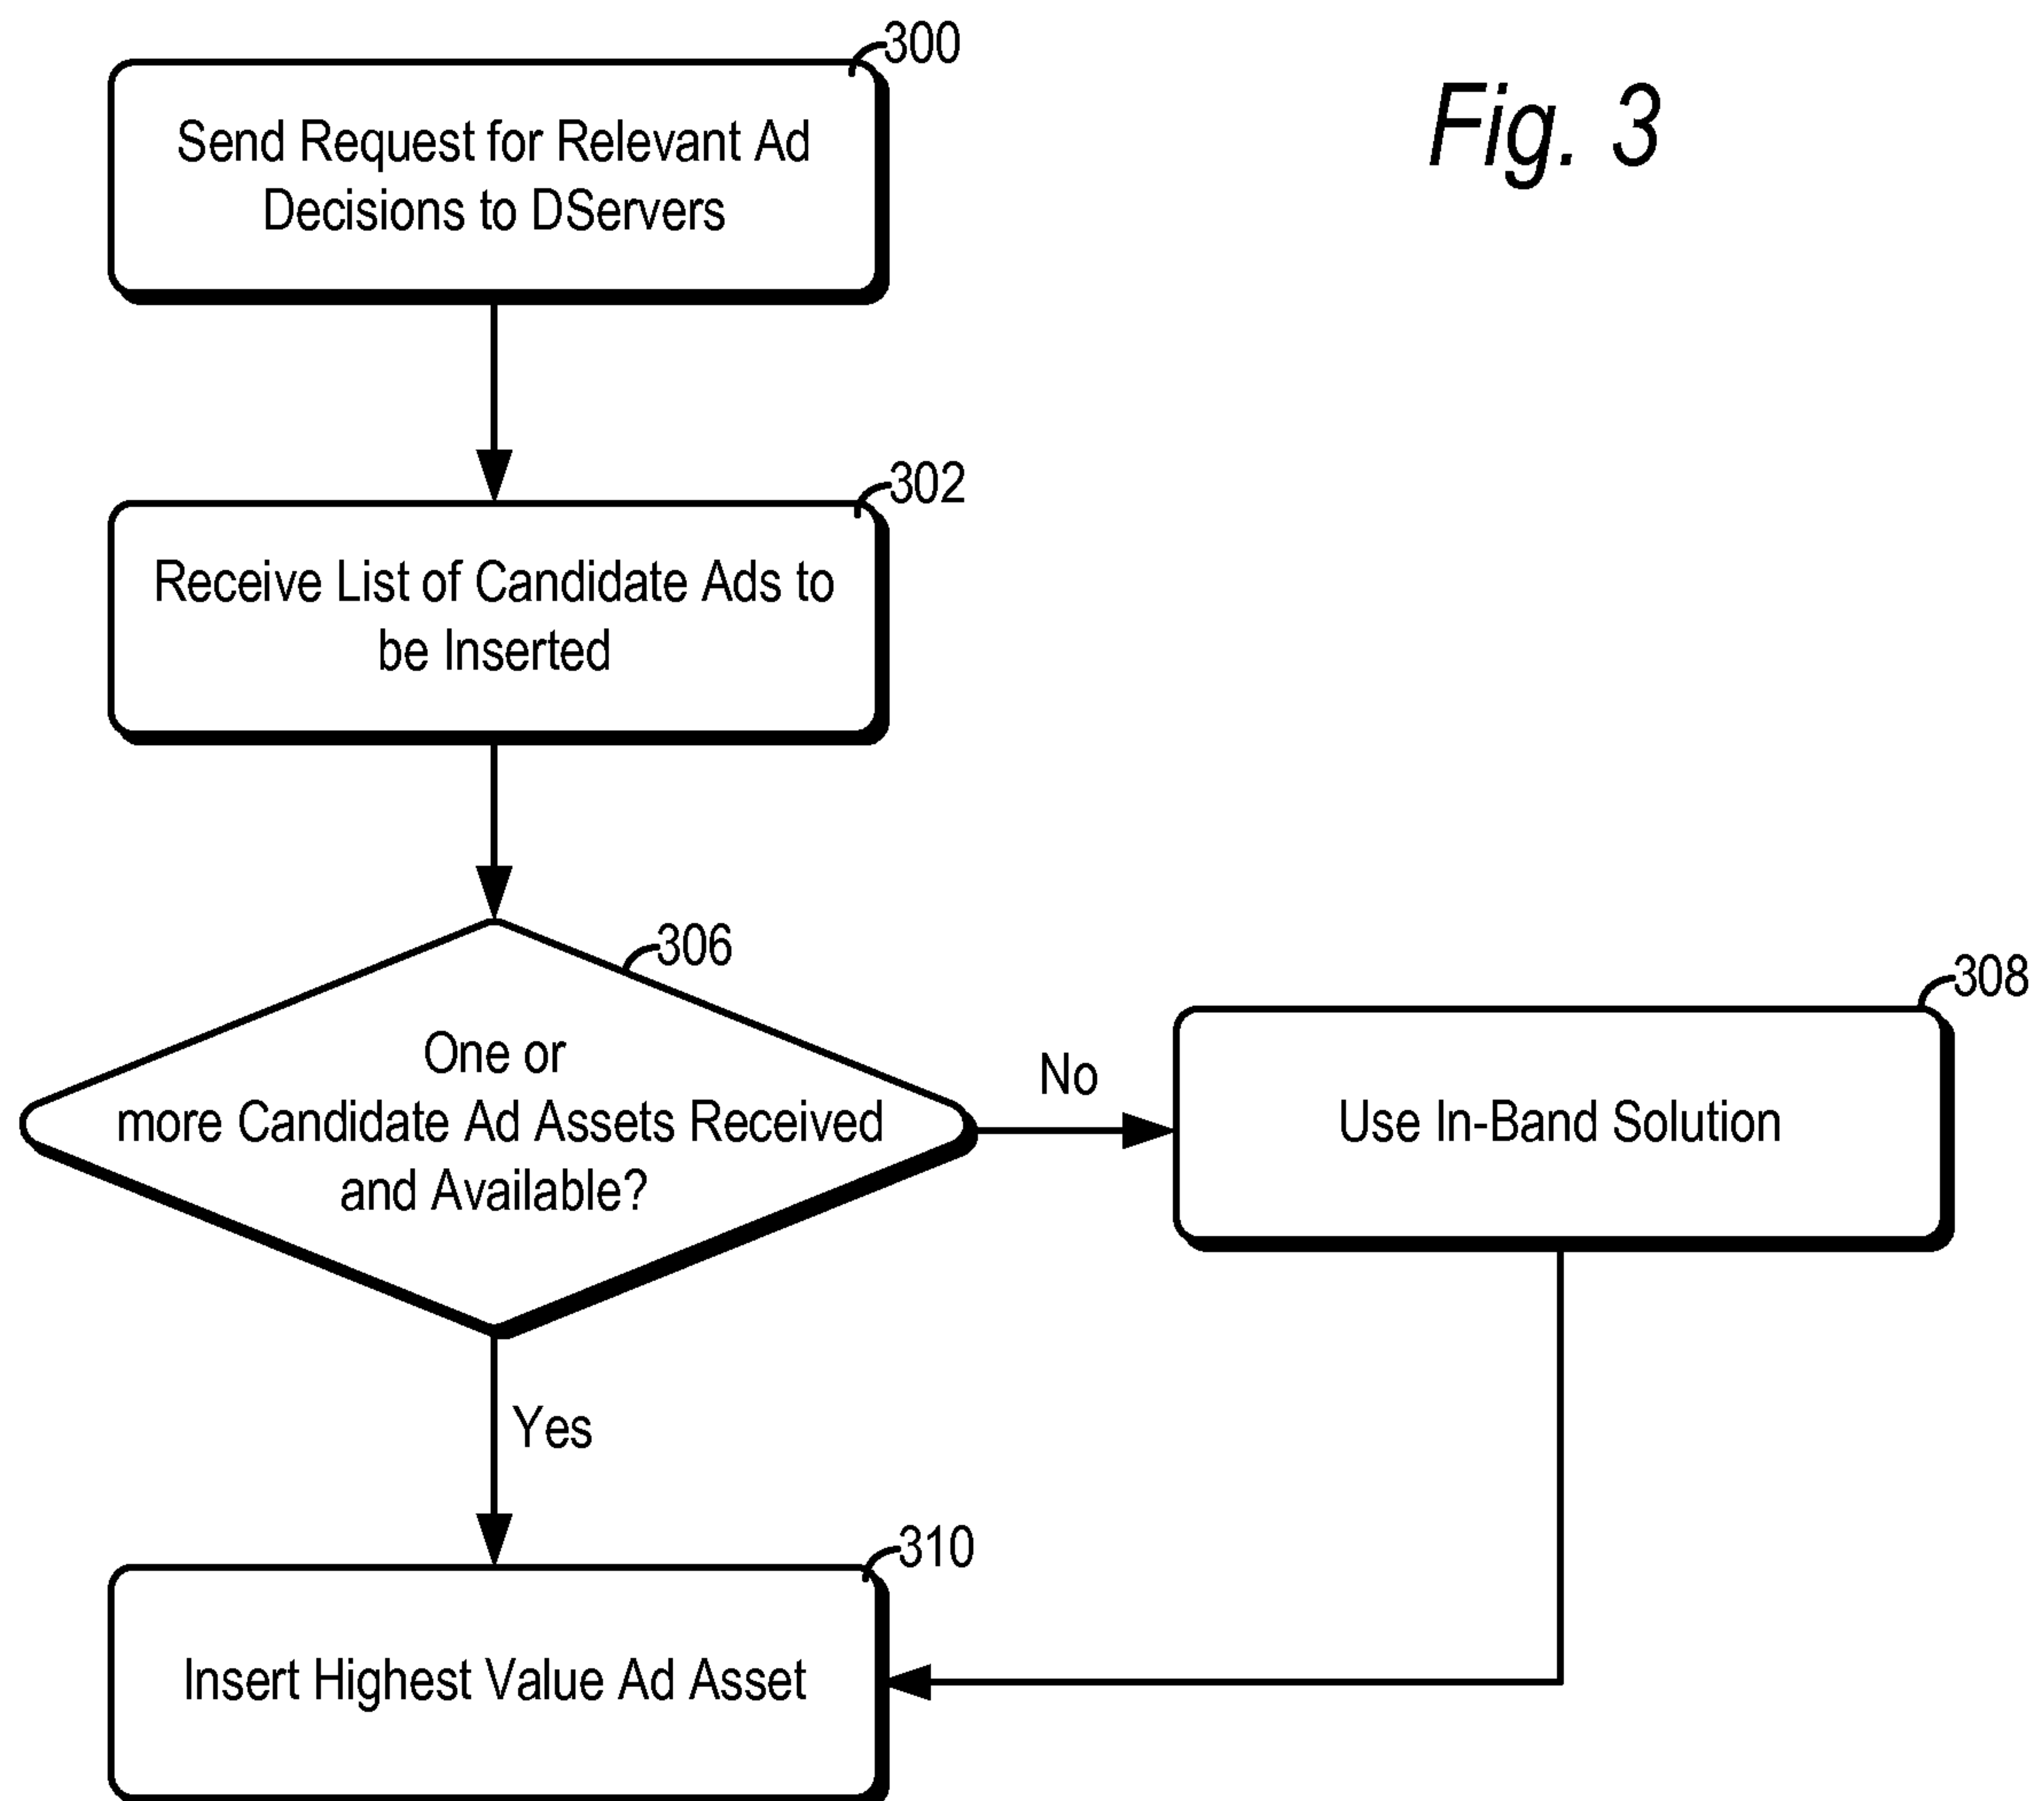 300
Fig. 3
Send Request for Relevant Ad
Decisions to DServers
302
Receive List of Candidate Ads to
be Inserted
306
One or
more Candidate Ad Assets Received
and Available?
No
308
Use In-Band Solution
Yes
310
Insert Highest Value Ad Asset